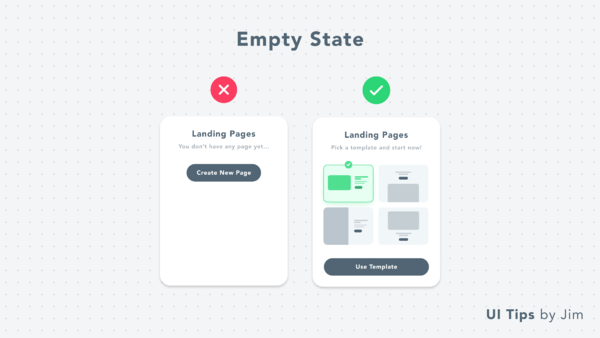 Empty State
Landing Pages
You don't have any page yet...
Create New Page
Landing Pages
Pick a template and start now!
Use Template
UI Tips by Jim